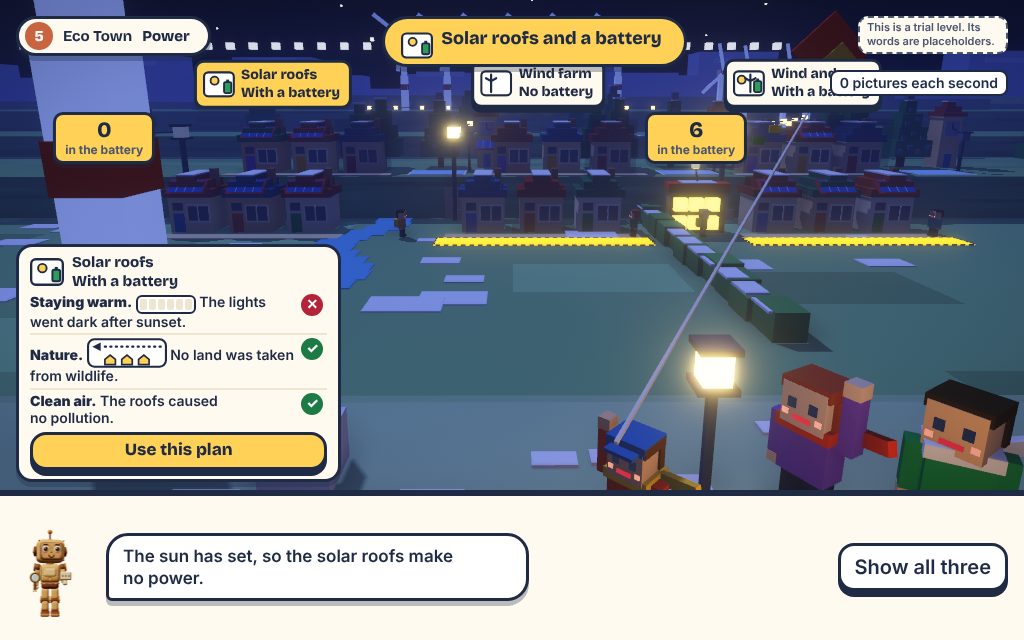 5 Eco Town Power
Solar roofs and a battery
This is a trial level. Its
words are placeholders.
Solar roofs
With a battery
Wind farm
No battery
Wind and
With a
0 pictures each second
0
in the battery
6
in the battery
Solar roofs
With a battery
Staying warm. The lights
went dark after sunset.
Nature. No land was taken
from wildlife.
Clean air. The roofs caused
no pollution.
Use this plan
The sun has set, so the solar roofs make
no power.
Show all three